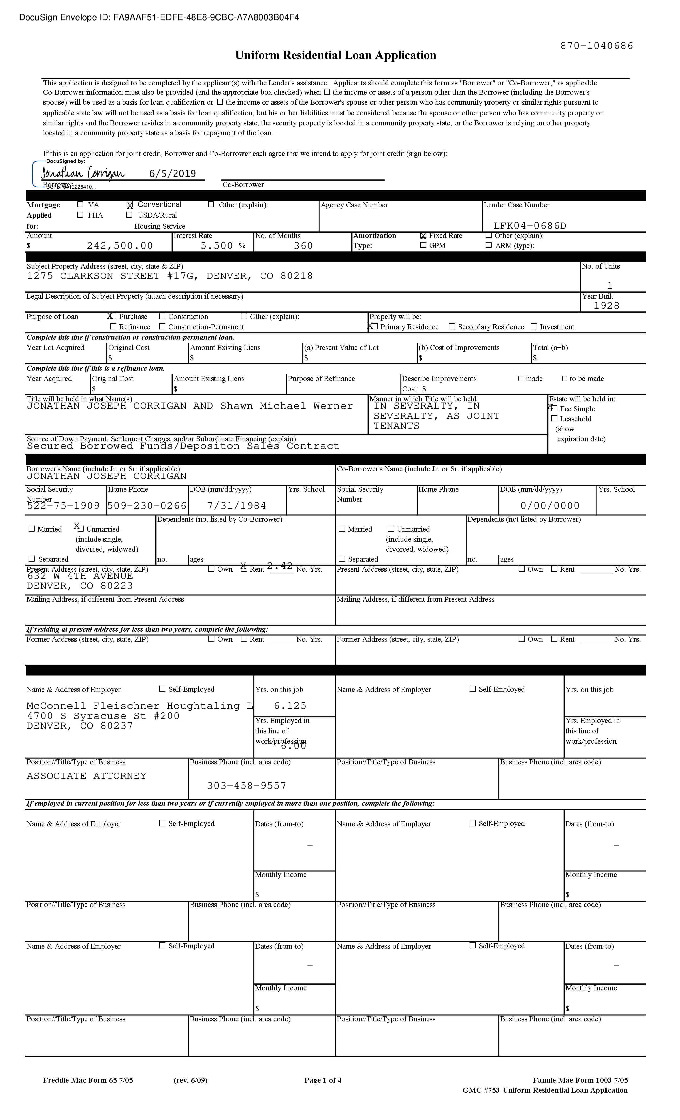 DocuSign Envelope ID: FA9AAF51-EDFE-48E8-9CBC-A7A8003B04F4
870-1040686
Uniform Residential Loan Application
This application is designed to be completed by the applicant(s) with the Lender's assistance. Applicants should complete this form as "Borrower" or "Co-Borrower," as applicable.
Co-Borrower information must also be provided (and the appropriate box checked) when ☐ the income or assets of a person other than the Borrower (including the Borrower's
spouse) will be used as a basis for loan qualification or ☐ the income or assets of the Borrower's spouse or other person who has community property or similar rights pursuant to
applicable state law will not be used as a basis for loan qualification, but his or her liabilities must be considered because the spouse or other person who has community property or
similar rights and the Borrower resides in a community property state, the security property is located in a community property state, or the Borrower is relying on other property
located in a community property state as a basis for repayment of the loan.
If this is an application for joint credit, Borrower and Co-Borrower each agree that we intend to apply for joint credit (sign below):
DocuSigned by:
Jonathan Corrigan 6/5/2019
Borrower Co-Borrower
Mortgage ☐ VA X Conventional ☐ Other (explain): Agency Case Number Lender Case Number
Applied ☐ FHA ☐ USDA/Rural
for: Housing Service LFK04-0686D
Amount Interest Rate No. of Months Amortization X Fixed Rate ☐ Other (explain):
$ 242,500.00 5.500 % 360 Type: ☐ GPM ☐ ARM (type):
Subject Property Address (street, city, state & ZIP) No. of Units
1275 CLARKSON STREET #17G, DENVER, CO 80218 1
Legal Description of Subject Property (attach description if necessary) Year Built
1928
Purpose of Loan X Purchase ☐ Construction ☐ Other (explain): Property will be:
☐ Refinance ☐ Construction-Permanent X Primary Residence ☐ Secondary Residence ☐ Investment
Complete this line if construction or construction-permanent loan.
Year Lot Acquired Original Cost Amount Existing Liens (a) Present Value of Lot (b) Cost of Improvements Total (a+b)
$ $ $ $ $
Complete this line if this is a refinance loan.
Year Acquired Original Cost Amount Existing Liens Purpose of Refinance Describe Improvements ☐ made ☐ to be made
$ $ Cost: $
Title will be held in what Name(s) Manner in which Title will be held Estate will be held in:
JONATHAN JOSEPH CORRIGAN AND Shawn Michael Werner IN SEVERALTY, IN X Fee Simple
SEVERALTY, AS JOINT ☐ Leasehold
TENANTS (show
Source of Down Payment, Settlement Charges, and/or Subordinate Financing (explain) expiration date)
Secured Borrowed Funds/Depositon Sales Contract
Borrower's Name (include Jr. or Sr. if applicable) Co-Borrower's Name (include Jr. or Sr. if applicable)
JONATHAN JOSEPH CORRIGAN
Social Security Number Home Phone DOB (mm/dd/yyyy) Yrs. School Social Security Number Home Phone DOB (mm/dd/yyyy) Yrs. School
522-75-1909 509-230-0266 7/31/1984 0/00/0000
☐ Married X Unmarried Dependents (not listed by Co-Borrower) ☐ Married ☐ Unmarried Dependents (not listed by Borrower)
(include single, (include single,
divorced, widowed) divorced, widowed)
☐ Separated no. ages ☐ Separated no. ages
Present Address (street, city, state, ZIP) ☐ Own X Rent 2.42 No. Yrs. Present Address (street, city, state, ZIP) ☐ Own ☐ Rent No. Yrs.
632 W 4TH AVENUE
DENVER, CO 80223
Mailing Address, if different from Present Address Mailing Address, if different from Present Address
If residing at present address for less than two years, complete the following:
Former Address (street, city, state, ZIP) ☐ Own ☐ Rent No. Yrs. Former Address (street, city, state, ZIP) ☐ Own ☐ Rent No. Yrs.
Name & Address of Employer ☐ Self-Employed Yrs. on this job Name & Address of Employer ☐ Self-Employed Yrs. on this job
McConnell Fleischner Houghtaling L 6.125
4700 S Syracuse St #200 Yrs. Employed in Yrs. Employed in
DENVER, CO 80237 this line of this line of
work/profession work/profession
6.00
Position/Title/Type of Business Business Phone (incl. area code) Position/Title/Type of Business Business Phone (incl. area code)
ASSOCIATE ATTORNEY
303-458-9557
If employed in current position for less than two years or if currently employed in more than one position, complete the following:
Name & Address of Employer ☐ Self-Employed Dates (from-to) Name & Address of Employer ☐ Self-Employed Dates (from-to)
– –
Monthly Income Monthly Income
$ $
Position/Title/Type of Business Business Phone (incl. area code) Position/Title/Type of Business Business Phone (incl. area code)
Name & Address of Employer ☐ Self-Employed Dates (from-to) Name & Address of Employer ☐ Self-Employed Dates (from-to)
– –
Monthly Income Monthly Income
$ $
Position/Title/Type of Business Business Phone (incl. area code) Position/Title/Type of Business Business Phone (incl. area code)
Freddie Mac Form 65 7/05 (rev. 6/09) Page 1 of 4 Fannie Mae Form 1003 7/05
GMC #753 Uniform Residential Loan Application